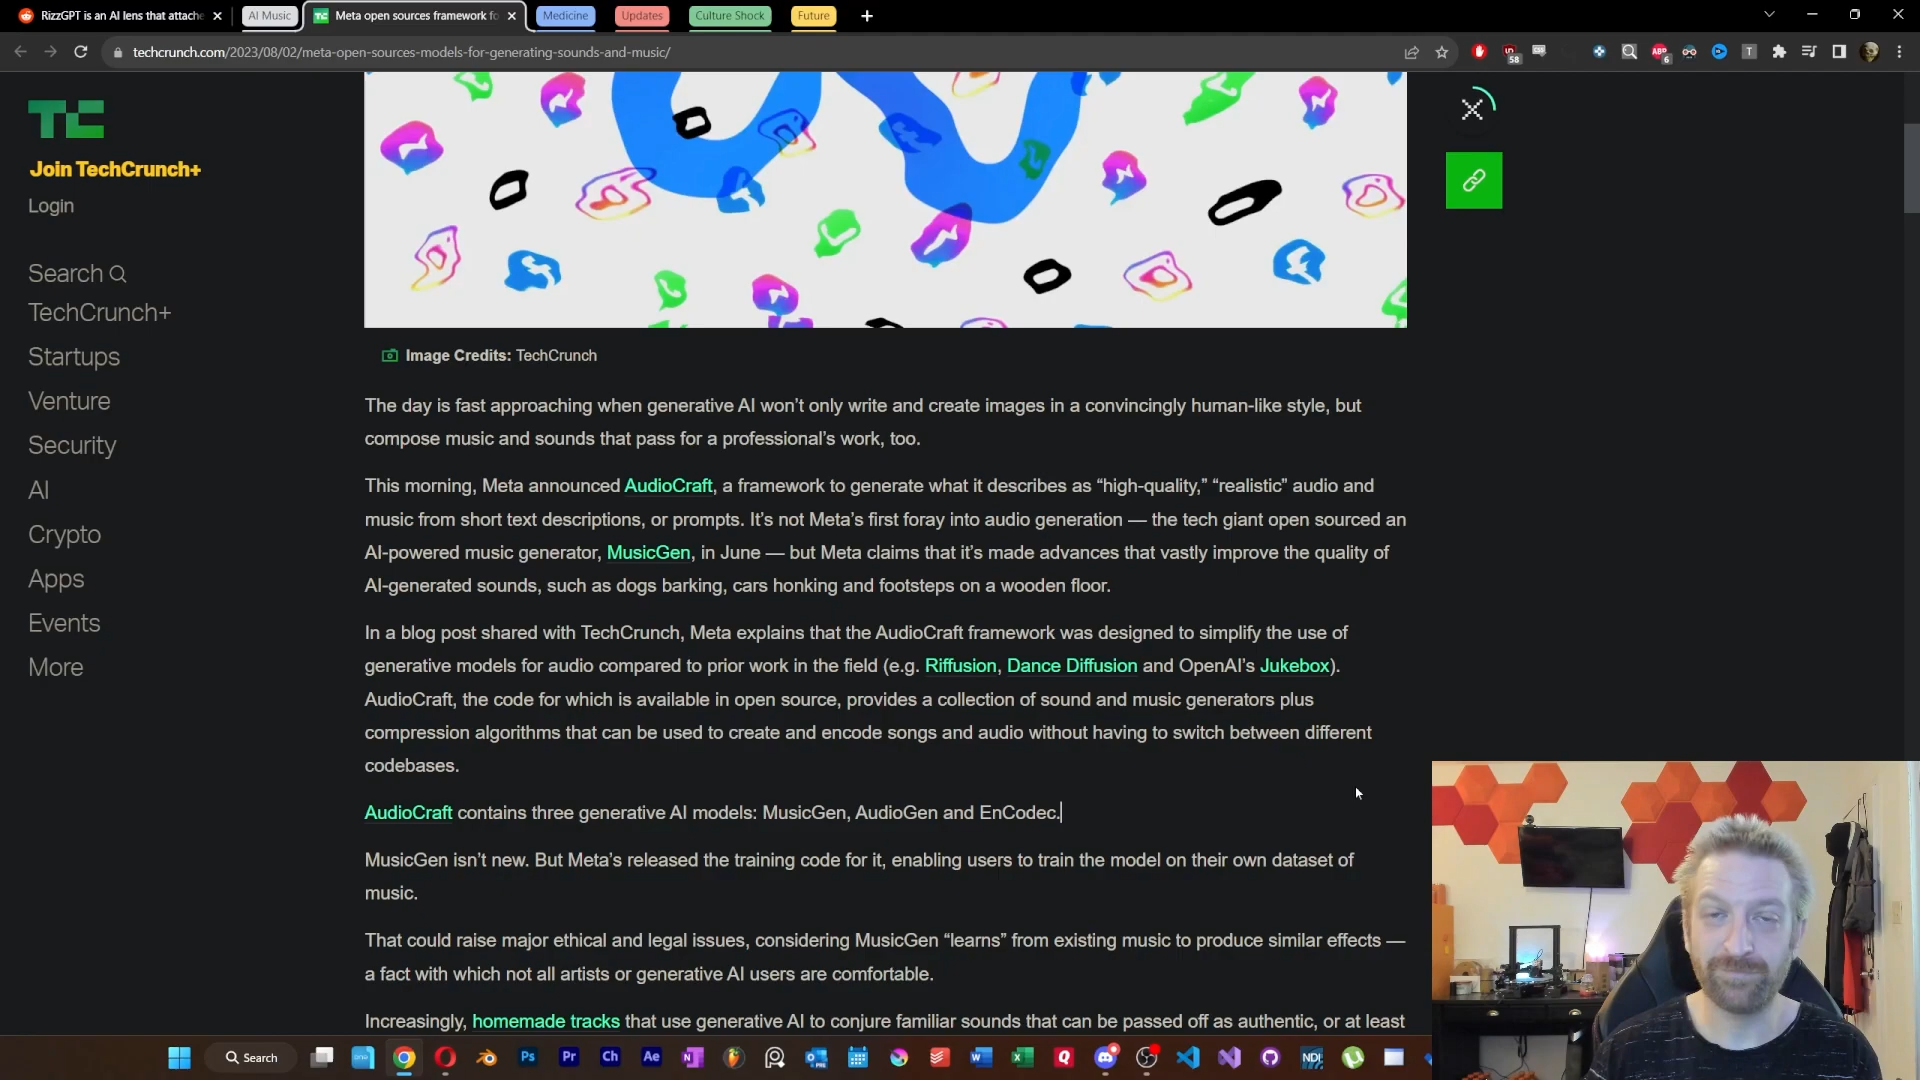 RizzGPT is an AI lens that attache
AI Music
Meta open sources framework fo
Medicine
Updates
Culture Shock
Future
techcrunch.com/2023/08/02/meta-open-sources-models-for-generating-sounds-and-music/
58
ABP
6
T
TC
Join TechCrunch+
Login
Search
TechCrunch+
Startups
Venture
Security
AI
Crypto
Apps
Events
More
Image Credits: TechCrunch
The day is fast approaching when generative AI won't only write and create images in a convincingly human-like style, but
compose music and sounds that pass for a professional's work, too.
This morning, Meta announced AudioCraft, a framework to generate what it describes as “high-quality,” “realistic” audio and
music from short text descriptions, or prompts. It's not Meta's first foray into audio generation — the tech giant open sourced an
AI-powered music generator, MusicGen, in June — but Meta claims that it's made advances that vastly improve the quality of
AI-generated sounds, such as dogs barking, cars honking and footsteps on a wooden floor.
In a blog post shared with TechCrunch, Meta explains that the AudioCraft framework was designed to simplify the use of
generative models for audio compared to prior work in the field (e.g. Riffusion, Dance Diffusion and OpenAI's Jukebox).
AudioCraft, the code for which is available in open source, provides a collection of sound and music generators plus
compression algorithms that can be used to create and encode songs and audio without having to switch between different
codebases.
AudioCraft contains three generative AI models: MusicGen, AudioGen and EnCodec.
MusicGen isn't new. But Meta's released the training code for it, enabling users to train the model on their own dataset of
music.
That could raise major ethical and legal issues, considering MusicGen “learns” from existing music to produce similar effects —
a fact with which not all artists or generative AI users are comfortable.
Increasingly, homemade tracks that use generative AI to conjure familiar sounds that can be passed off as authentic, or at least
Search
Ps
Pr
Ch
Ae
N
NDI